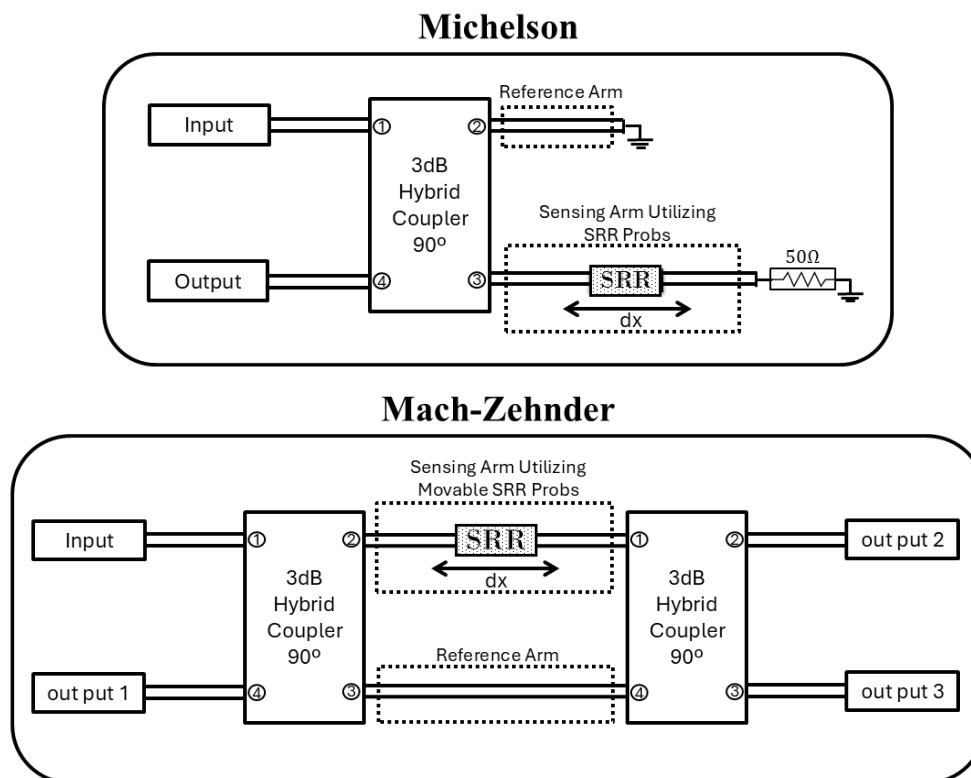 Michelson
Reference Arm
Input
①
②
3dB
Hybrid
Coupler
90º
Sensing Arm Utilizing
SRR Probs
50Ω
Output
④
③
SRR
dx
Mach-Zehnder
Sensing Arm Utilizing
Movable SRR Probs
Input
①
②
SRR
①
②
out put 2
dx
3dB
Hybrid
Coupler
90º
3dB
Hybrid
Coupler
90º
Reference Arm
out put 1
④
③
④
③
out put 3